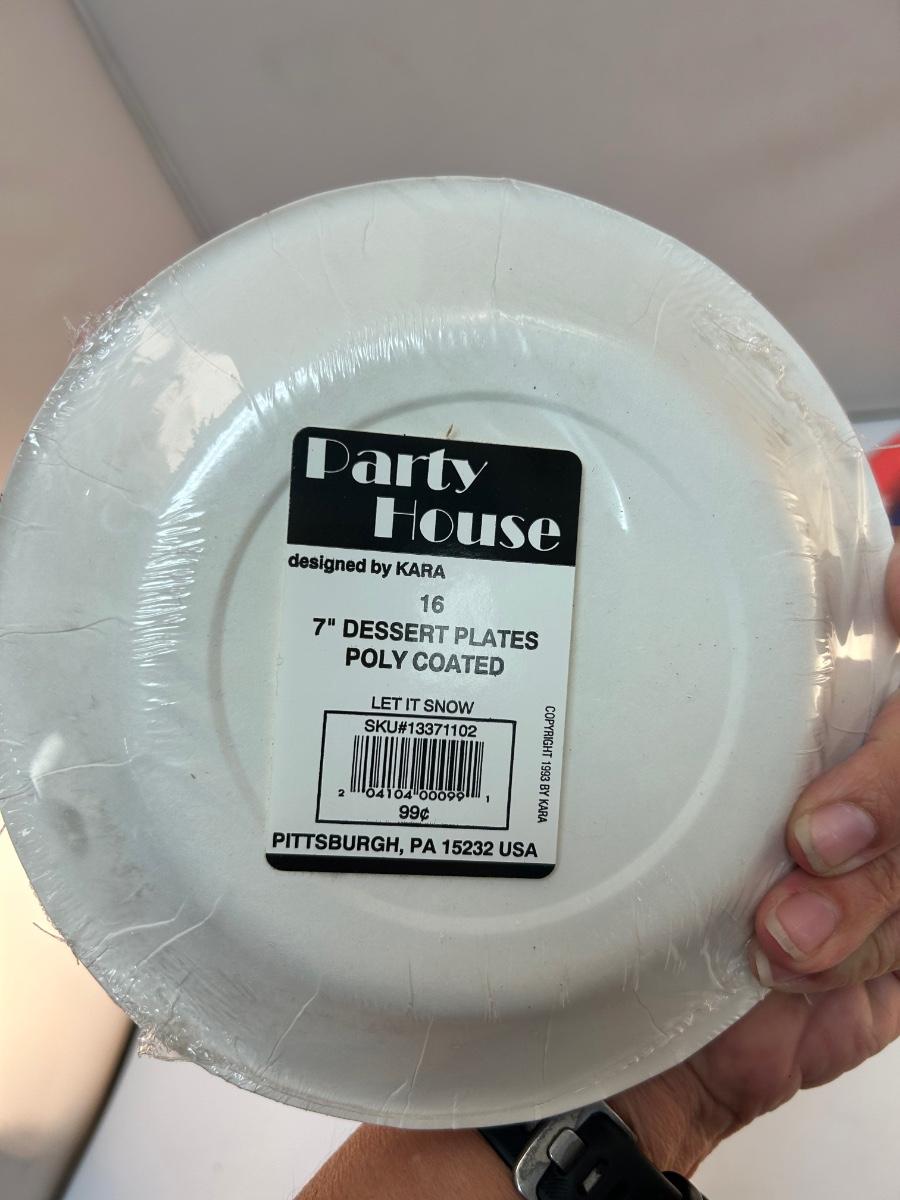 Party
House
designed by KARA
16
7" DESSERT PLATES
POLY COATED
LET IT SNOW
SKU#13371102
2 04104 00099 1
99¢
COPYRIGHT 1993 BY KARA
PITTSBURGH, PA 15232 USA